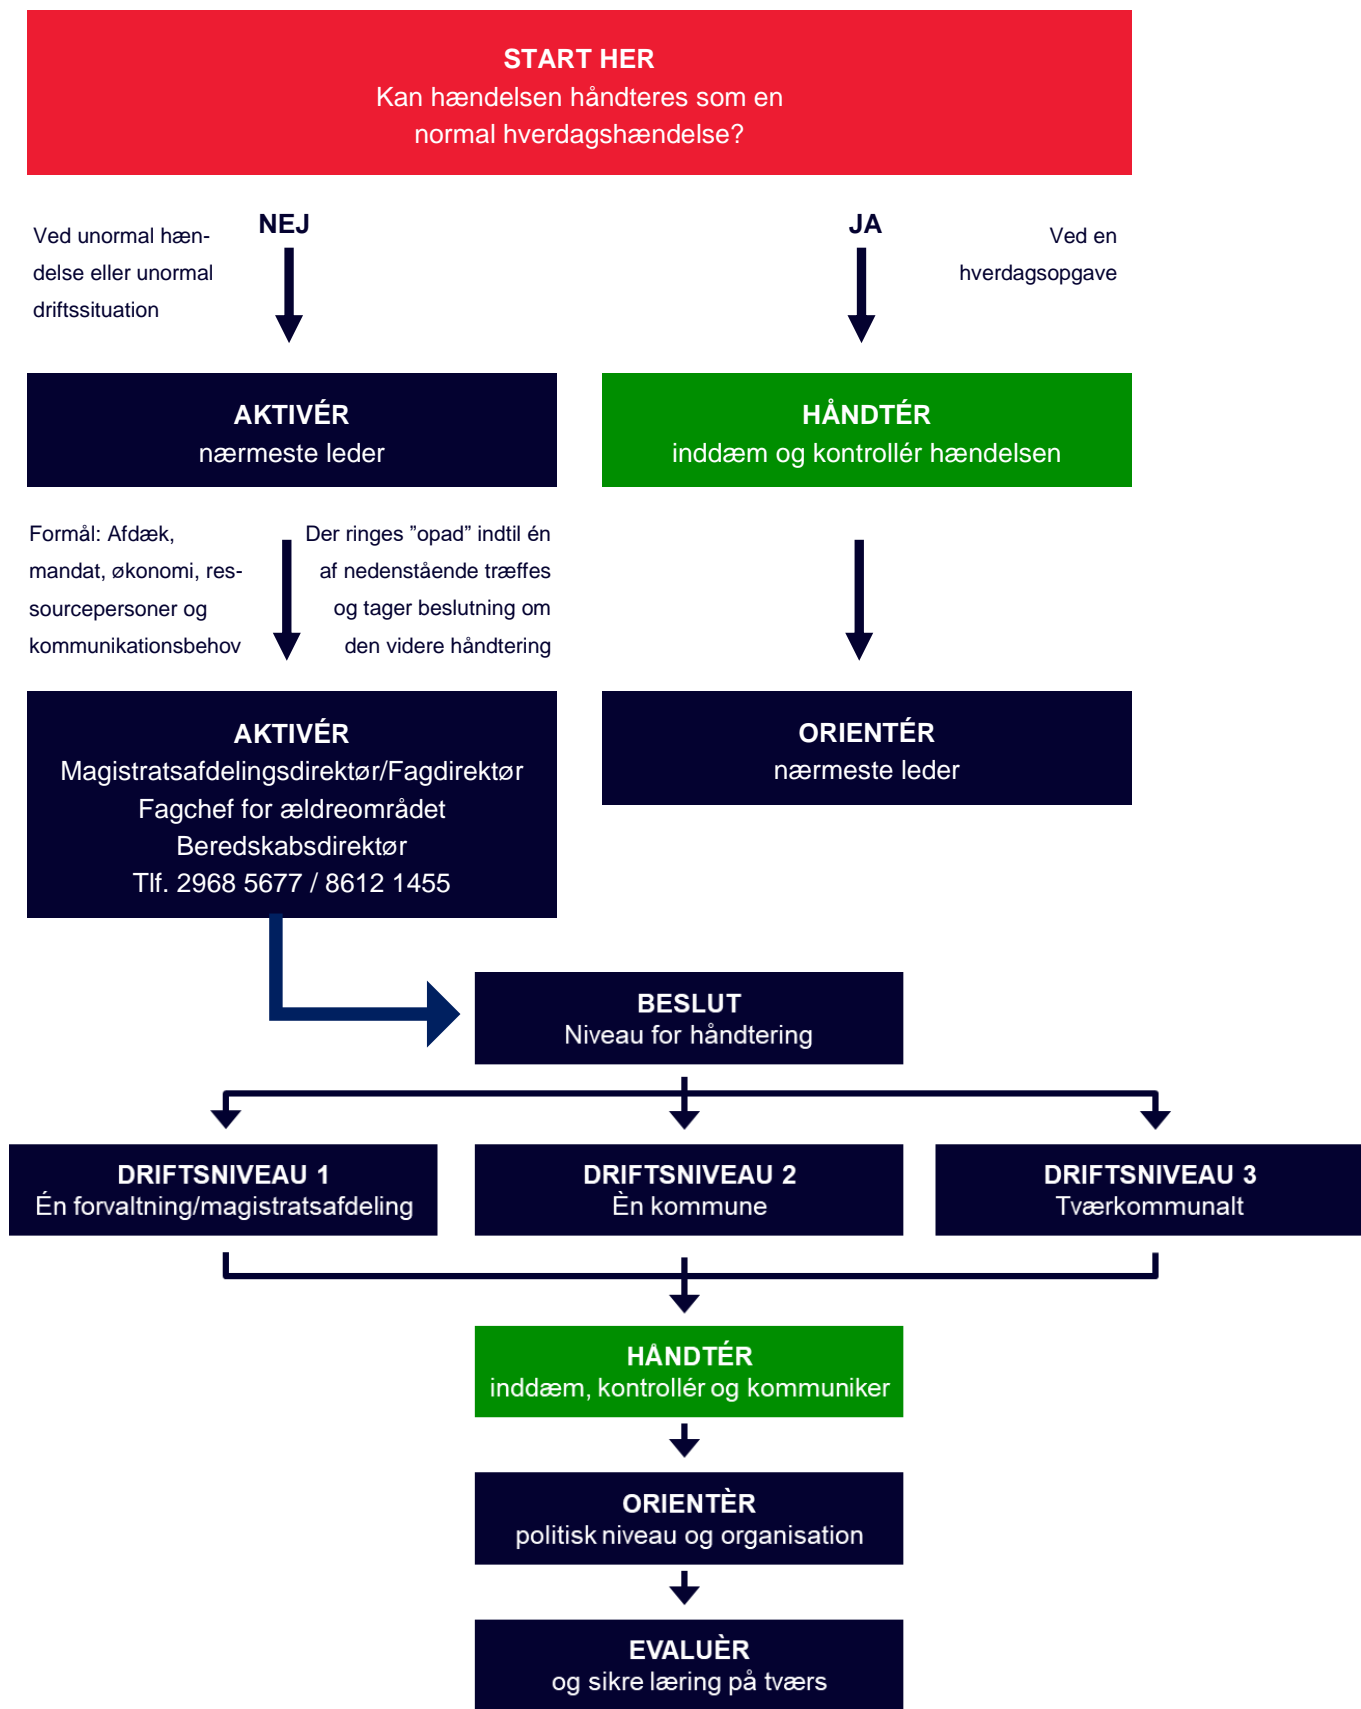 START HER
Kan hændelsen håndteres som en
normal hverdagshændelse?
Ved unormal hæn-
delse eller unormal
driftssituation
NEJ
JA
Ved en
hverdagsopgave
AKTIVÉR
nærmeste leder
HÅNDTÉR
inddæm og kontrollér hændelsen
Formål: Afdæk,
mandat, økonomi, res-
sourcepersoner og
kommunikationsbehov
Der ringes ”opad” indtil én
af nedenstående træffes
og tager beslutning om
den videre håndtering
AKTIVÉR
Magistratsafdelingsdirektør/Fagdirektør
Fagchef for ældreområdet
Beredskabsdirektør
Tlf. 2968 5677 / 8612 1455
ORIENTÉR
nærmeste leder
BESLUT
Niveau for håndtering
DRIFTSNIVEAU 1
Én forvaltning/magistratsafdeling
DRIFTSNIVEAU 2
Èn kommune
DRIFTSNIVEAU 3
Tværkommunalt
HÅNDTÉR
inddæm, kontrollér og kommuniker
ORIENTÈR
politisk niveau og organisation
EVALUÈR
og sikre læring på tværs